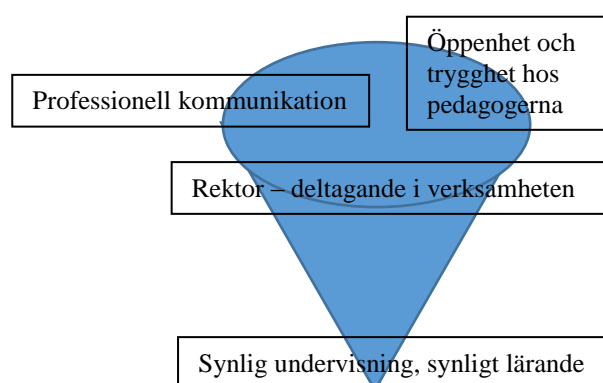 Öppenhet och
trygghet hos
pedagogerna
Professionell kommunikation
Rektor – deltagande i verksamheten
Synlig undervisning, synligt lärande